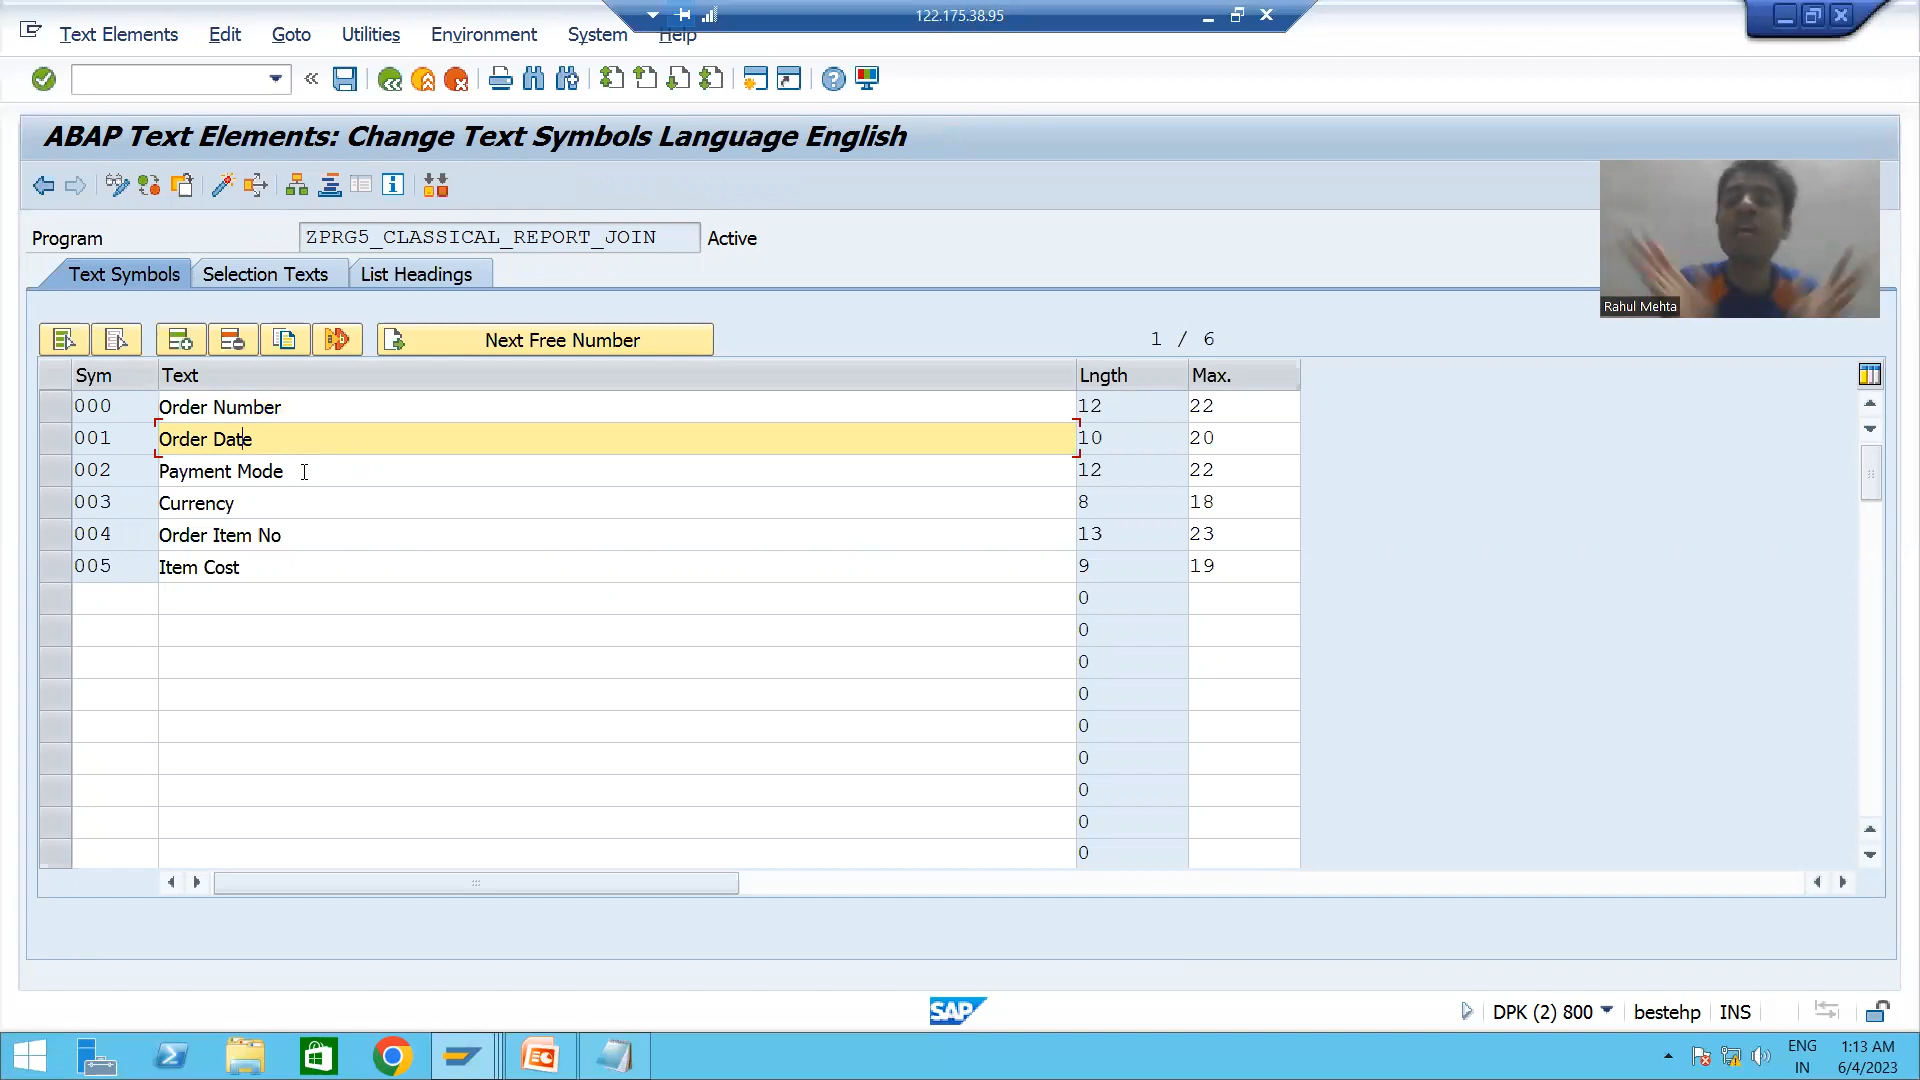 122.175.38.95
Text Elements Edit Goto Utilities Environment System Help
ABAP Text Elements: Change Text Symbols Language English
Program ZPRG5_CLASSICAL_REPORT_JOIN Active
Rahul Mehta
Text Symbols Selection Texts List Headings
Next Free Number 1 / 6
Sym Text Lngth Max.
000 Order Number 12 22
001 Order Date 10 20
002 Payment Mode 12 22
003 Currency 8 18
004 Order Item No 13 23
005 Item Cost 9 19
0
0
0
0
0
0
0
0
0
SAP DPK (2) 800 bestehp INS
ENG 1:13 AM
IN 6/4/2023